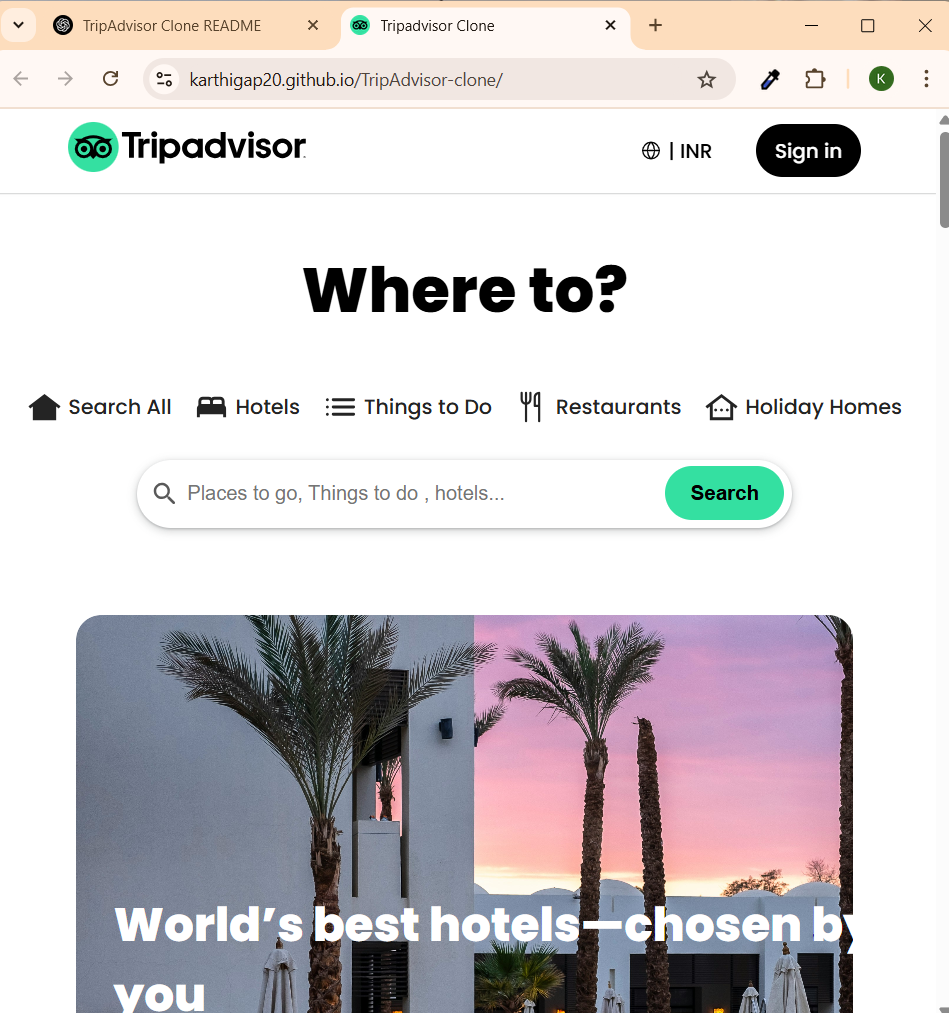 TripAdvisor Clone README
Tripadvisor Clone
karthigap20.github.io/TripAdvisor-clone/
K
Tripadvisor
| INR
Sign in
Where to?
Search All
Hotels
Things to Do
Restaurants
Holiday Homes
Places to go, Things to do , hotels...
Search
World’s best hotels—chosen by
you